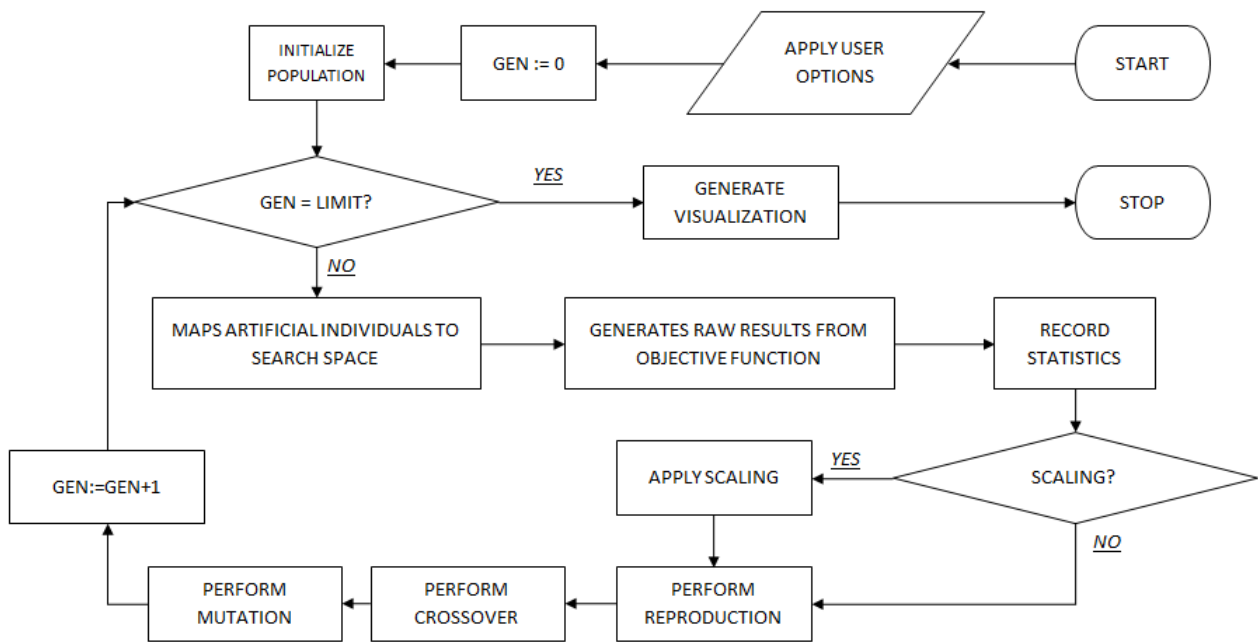 INITIALIZE
POPULATION
GEN := 0
APPLY USER
OPTIONS
START
GEN = LIMIT?
YES
GENERATE
VISUALIZATION
STOP
NO
MAPS ARTIFICIAL INDIVIDUALS TO
SEARCH SPACE
GENERATES RAW RESULTS FROM
OBJECTIVE FUNCTION
RECORD
STATISTICS
GEN:=GEN+1
APPLY SCALING
YES
SCALING?
NO
PERFORM
MUTATION
PERFORM
CROSSOVER
PERFORM
REPRODUCTION